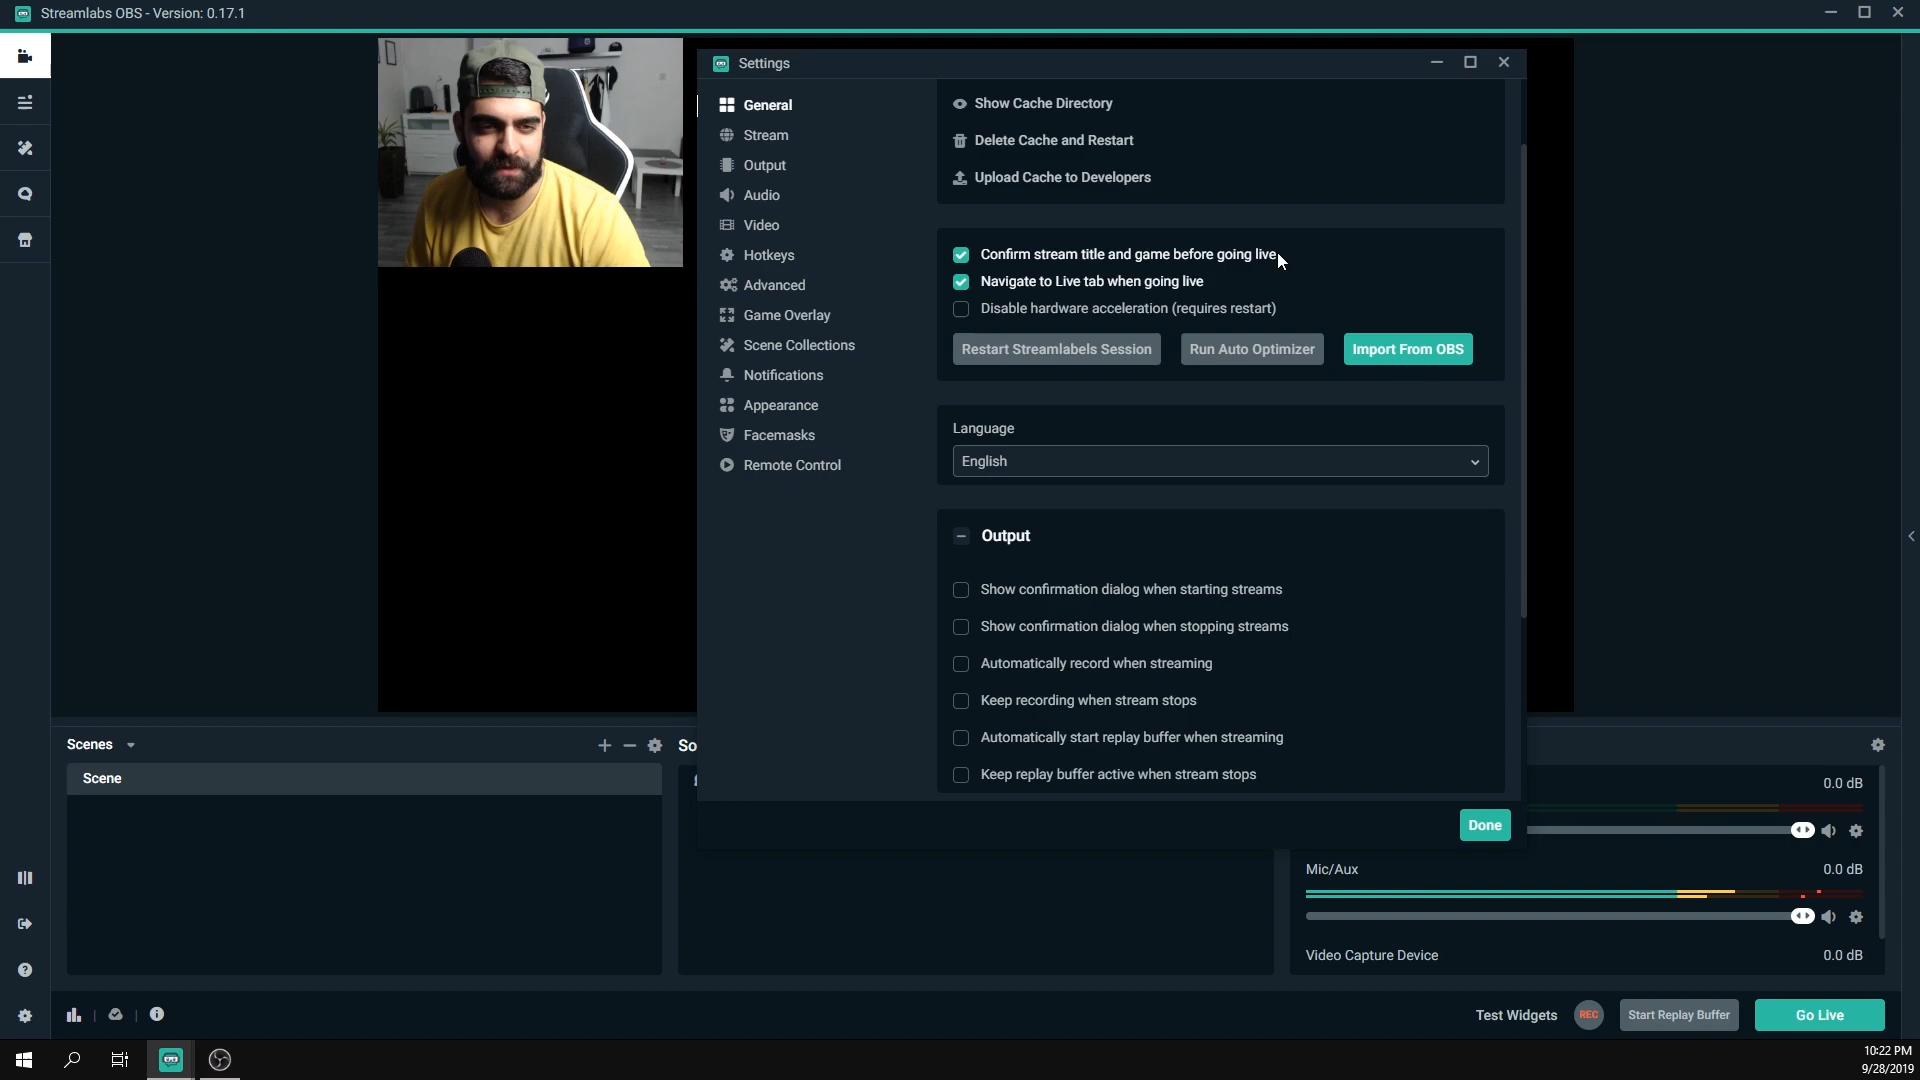 Streamlabs OBS - Version: 0.17.1
Settings
General
Stream
Output
Audio
Video
Hotkeys
Advanced
Game Overlay
Scene Collections
Notifications
Appearance
Facemasks
Remote Control
Show Cache Directory
Delete Cache and Restart
Upload Cache to Developers
Confirm stream title and game before going live
Navigate to Live tab when going live
Disable hardware acceleration (requires restart)
Restart Streamlabels Session Run Auto Optimizer Import From OBS
Language
English
Output
Show confirmation dialog when starting streams
Show confirmation dialog when stopping streams
Automatically record when streaming
Keep recording when stream stops
Automatically start replay buffer when streaming
Keep replay buffer active when stream stops
Done
Scenes
Scene
So
0.0 dB
Mic/Aux 0.0 dB
Video Capture Device 0.0 dB
Test Widgets REC Start Replay Buffer Go Live
10:22 PM
9/28/2019